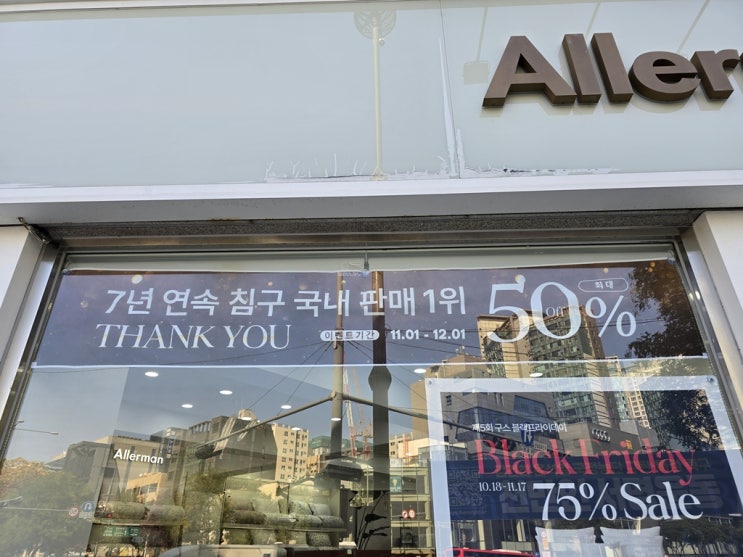 Aller
7년 연속 침구 국내 판매 1위
THANK YOU
이벤트기간 11.01 - 12.01
최대
50%
off
Allerman
제5회 구스 블랙프라이데이
Black Friday
10.18-11.17
75% Sale